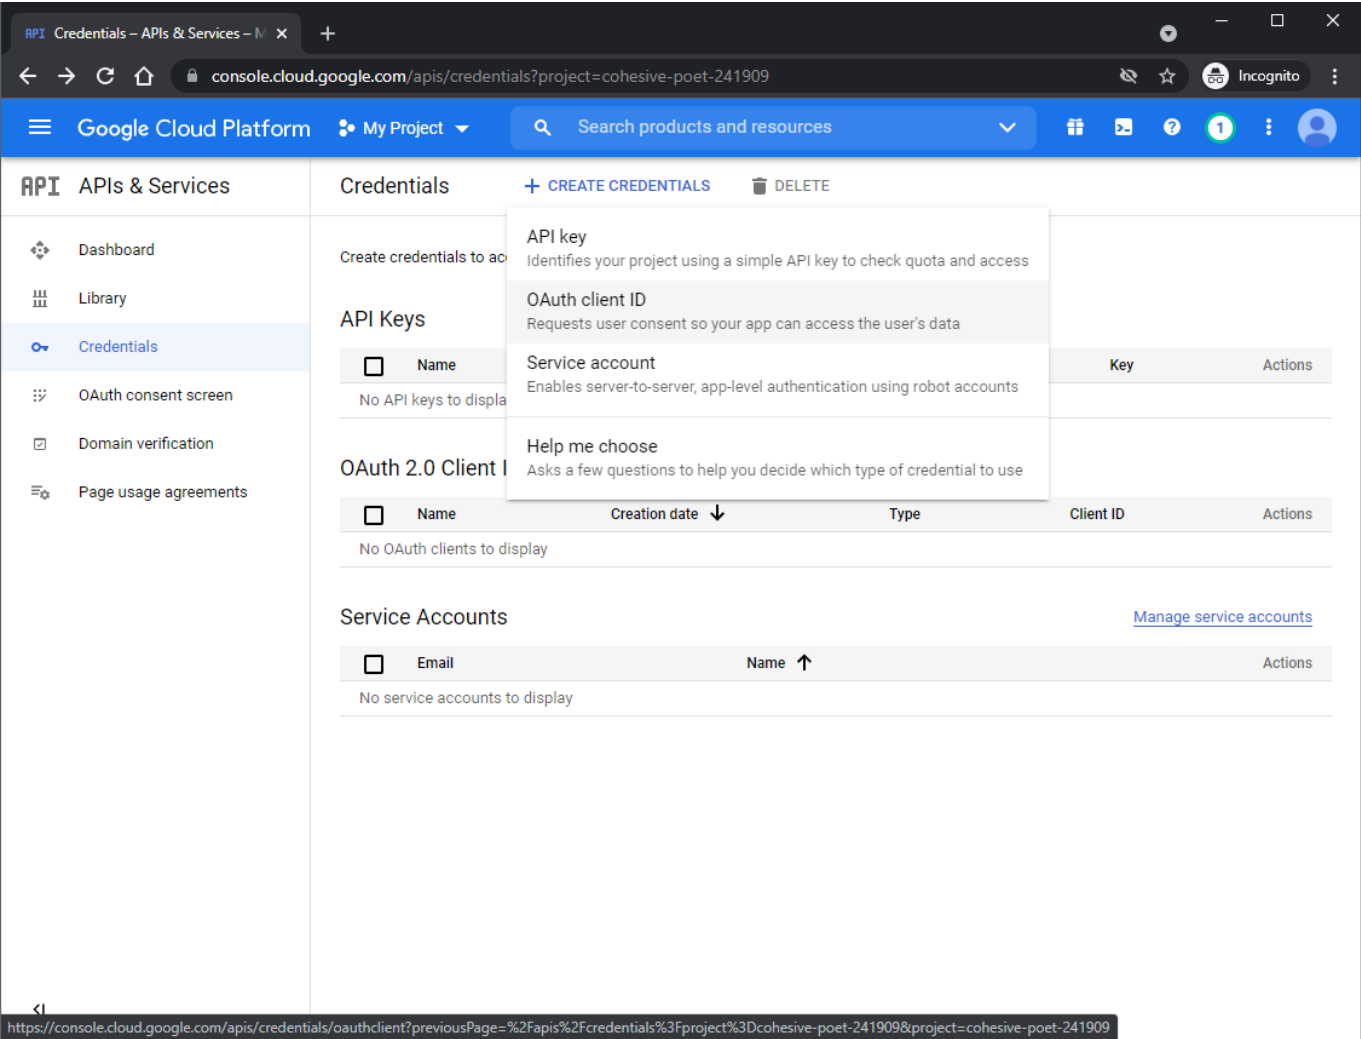 API Credentials – APIs & Services – M
console.cloud.google.com/apis/credentials?project=cohesive-poet-241909
Incognito
Google Cloud Platform
My Project
Search products and resources
1
API APIs & Services
Credentials
CREATE CREDENTIALS
DELETE
Dashboard
Library
Credentials
OAuth consent screen
Domain verification
Page usage agreements
Create credentials to ac
API key
Identifies your project using a simple API key to check quota and access
OAuth client ID
Requests user consent so your app can access the user's data
Service account
Enables server-to-server, app-level authentication using robot accounts
Help me choose
Asks a few questions to help you decide which type of credential to use
API Keys
Name Key Actions
No API keys to displa
OAuth 2.0 Client I
Name Creation date Type Client ID Actions
No OAuth clients to display
Service Accounts
Manage service accounts
Email Name Actions
No service accounts to display
https://console.cloud.google.com/apis/credentials/oauthclient?previousPage=%2Fapis%2Fcredentials%3Fproject%3Dcohesive-poet-241909&project=cohesive-poet-241909